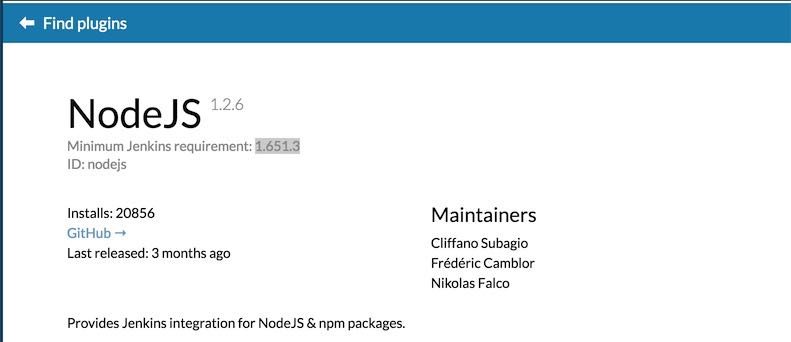 Find plugins
NodeJS 1.2.6
Minimum Jenkins requirement: 1.651.3
ID: nodejs
Installs: 20856
GitHub →
Last released: 3 months ago
Maintainers
Cliffano Subagio
Frédéric Camblor
Nikolas Falco
Provides Jenkins integration for NodeJS & npm packages.